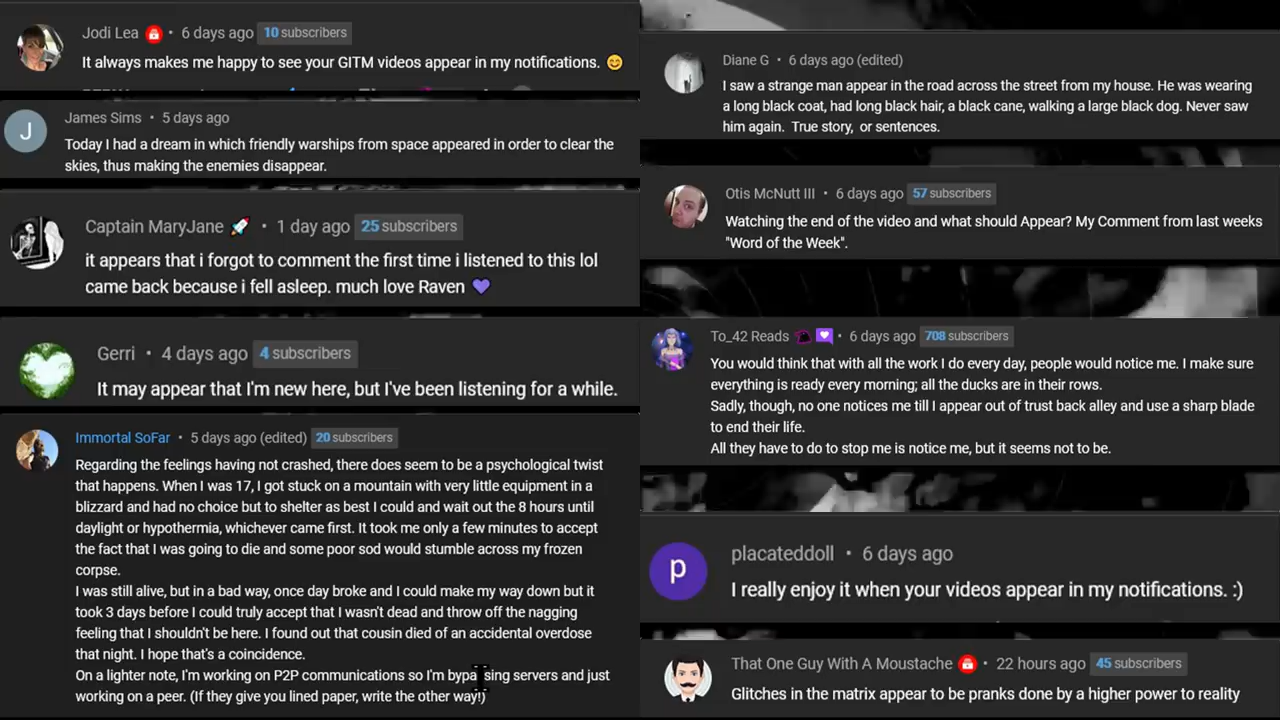 Jodi Lea • 6 days ago 10 subscribers
It always makes me happy to see your GITM videos appear in my notifications. 😊
James Sims • 5 days ago
J
Today I had a dream in which friendly warships from space appeared in order to clear the
skies, thus making the enemies disappear.
Captain MaryJane 🚀 • 1 day ago 25 subscribers
it appears that i forgot to comment the first time i listened to this lol
came back because i fell asleep. much love Raven 💜
Gerri • 4 days ago 4 subscribers
It may appear that I'm new here, but I've been listening for a while.
Immortal SoFar • 5 days ago (edited) 20 subscribers
Regarding the feelings having not crashed, there does seem to be a psychological twist
that happens. When I was 17, I got stuck on a mountain with very little equipment in a
blizzard and had no choice but to shelter as best I could and wait out the 8 hours until
daylight or hypothermia, whichever came first. It took me only a few minutes to accept
the fact that I was going to die and some poor sod would stumble across my frozen
corpse.
I was still alive, but in a bad way, once day broke and I could make my way down but it
took 3 days before I could truly accept that I wasn't dead and throw off the nagging
feeling that I shouldn't be here. I found out that cousin died of an accidental overdose
that night. I hope that's a coincidence.
On a lighter note, I'm working on P2P communications so I'm bypassing servers and just
working on a peer. (If they give you lined paper, write the other way!)
Diane G • 6 days ago (edited)
I saw a strange man appear in the road across the street from my house. He was wearing
a long black coat, had long black hair, a black cane, walking a large black dog. Never saw
him again. True story, or sentences.
Otis McNutt III • 6 days ago 57 subscribers
Watching the end of the video and what should Appear? My Comment from last weeks
"Word of the Week".
To_42 Reads • 6 days ago 708 subscribers
You would think that with all the work I do every day, people would notice me. I make sure
everything is ready every morning; all the ducks are in their rows.
Sadly, though, no one notices me till I appear out of trust back alley and use a sharp blade
to end their life.
All they have to do to stop me is notice me, but it seems not to be.
placateddoll • 6 days ago
p
I really enjoy it when your videos appear in my notifications. :)
That One Guy With A Moustache • 22 hours ago 45 subscribers
Glitches in the matrix appear to be pranks done by a higher power to reality